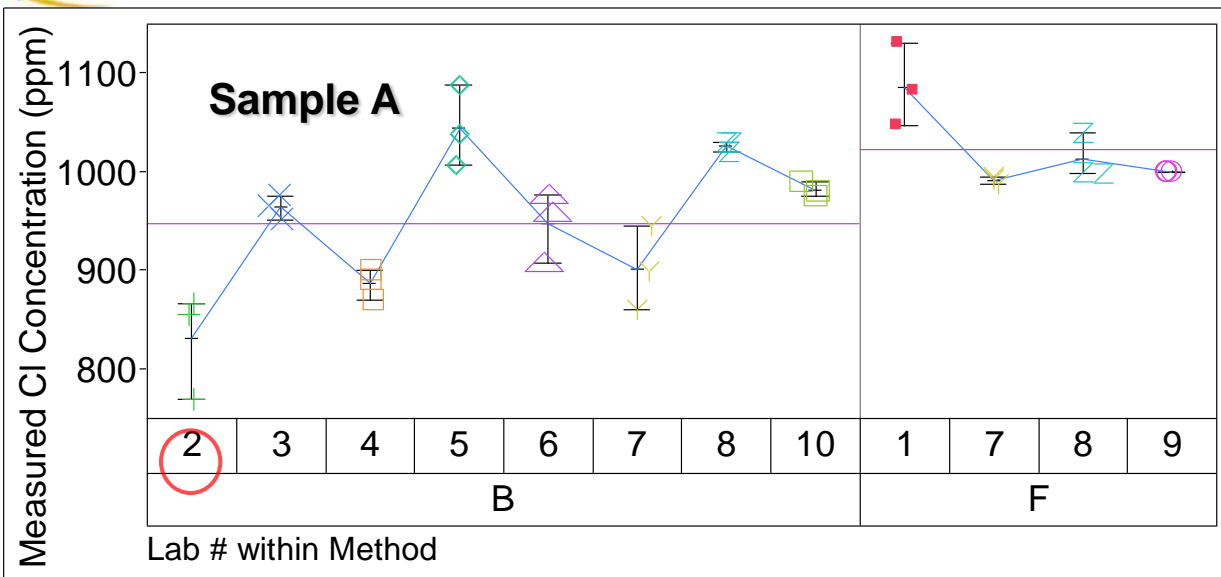 Measured Cl Concentration (ppm)
1100
1000
900
800
Sample A
2 3 4 5 6 7 8 10 1 7 8 9
B F
Lab # within Method